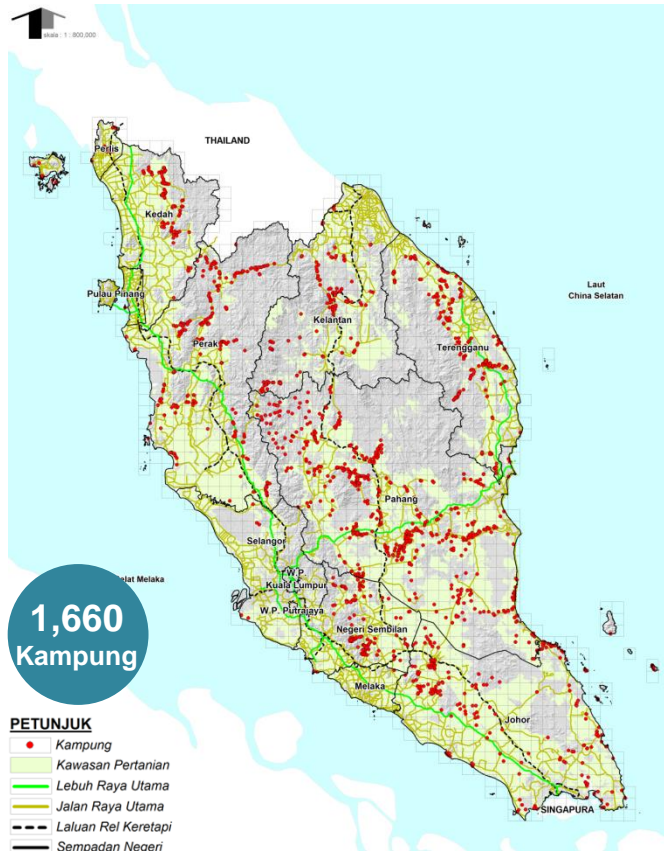 skala : 1 : 800,000
THAILAND
Perlis
Kedah
Pulau Pinang
Laut
China Selatan
Kelantan
Perak
Terengganu
Pahang
Selangor
W.P.
Kuala Lumpur
elat Melaka
W.P. Putrajaya
Negeri Sembilan
Melaka
Johor
SINGAPURA
1,660
Kampung
PETUNJUK
Kampung
Kawasan Pertanian
Lebuh Raya Utama
Jalan Raya Utama
Laluan Rel Keretapi
Sempadan Negeri